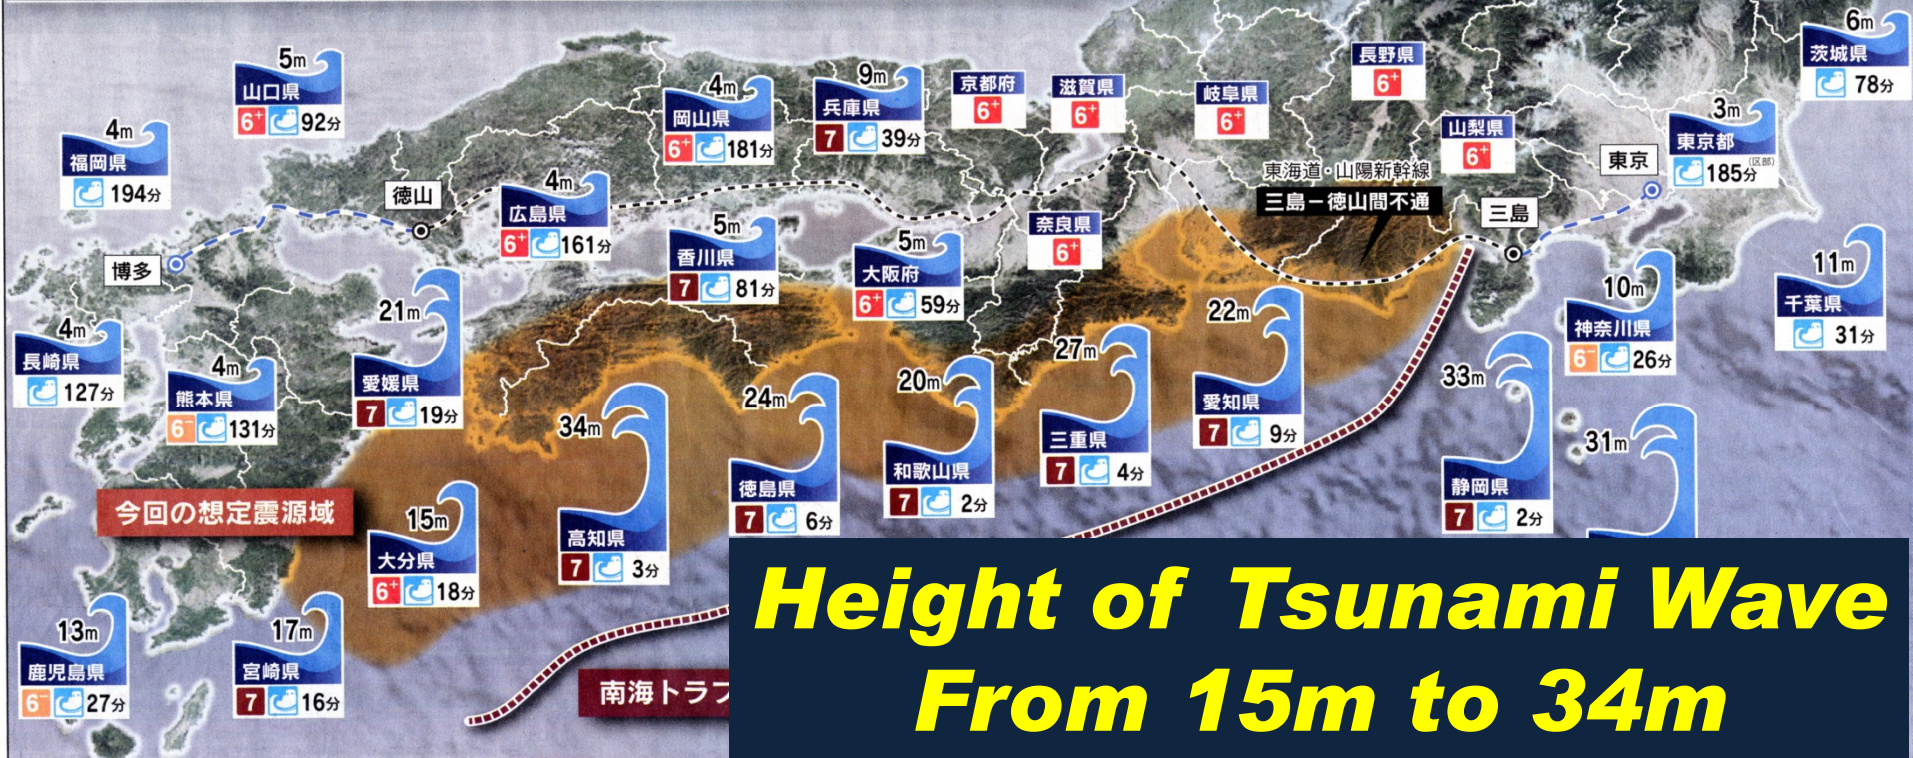 6m
茨城県
78分
5m
山口県
6+ 92分
4m
岡山県
6+ 181分
9m
兵庫県
7 39分
京都府
6+
滋賀県
6+
岐阜県
6+
長野県
6+
山梨県
6+
3m
東京都
185分(区部)
4m
福岡県
194分
徳山
4m
広島県
6+ 161分
東海道・山陽新幹線
三島−徳山間不通
東京
三島
博多
5m
香川県
7 81分
5m
大阪府
6+ 59分
奈良県
6+
10m
神奈川県
6- 26分
11m
千葉県
31分
4m
長崎県
127分
4m
熊本県
6- 131分
21m
愛媛県
7 19分
34m
高知県
7 3分
24m
徳島県
7 6分
20m
和歌山県
7 2分
27m
三重県
7 4分
22m
愛知県
7 9分
33m
静岡県
7 2分
31m
今回の想定震源域
15m
大分県
6+ 18分
13m
鹿児島県
6- 27分
17m
宮崎県
7 16分
南海トラフ
Height of Tsunami Wave
From 15m to 34m